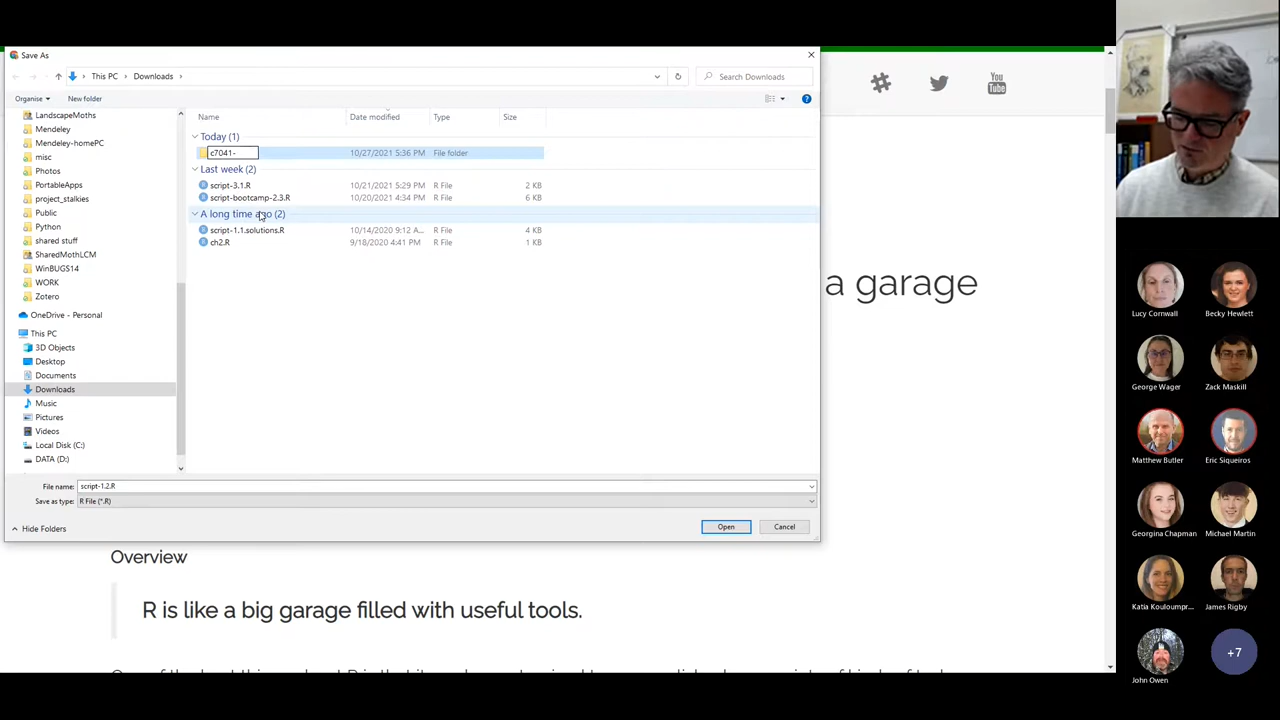 Save As
This PC
Downloads
Search Downloads
Organise
New folder
Name
Date modified
Type
Size
LandscapeMoths
Mendeley
Mendeley-homePC
misc
Photos
PortableApps
project_stalkies
Public
Python
shared stuff
SharedMothLCM
WinBUGS14
WORK
Zotero
OneDrive - Personal
This PC
3D Objects
Desktop
Documents
Downloads
Music
Pictures
Videos
Local Disk (C:)
DATA (D:)
Today (1)
c7041- 10/27/2021 5:36 PM File folder
Last week (2)
script-3.1.R 10/21/2021 5:29 PM R File 2 KB
script-bootcamp-2.3.R 10/20/2021 4:34 PM R File 6 KB
A long time ago (2)
script-1.1.solutions.R 10/14/2020 9:12 A... R File 4 KB
ch2.R 9/18/2020 4:41 PM R File 1 KB
File name: script-1.2.R
Save as type: R File (*.R)
Hide Folders
Open
Cancel
You
Tube
a garage
Overview
R is like a big garage filled with useful tools.
Lucy Cornwall
Becky Hewlett
George Wager
Zack Maskill
Matthew Butler
Eric Siqueiros
Georgina Chapman
Michael Martin
Katia Kouloumpr...
James Rigby
John Owen
+7